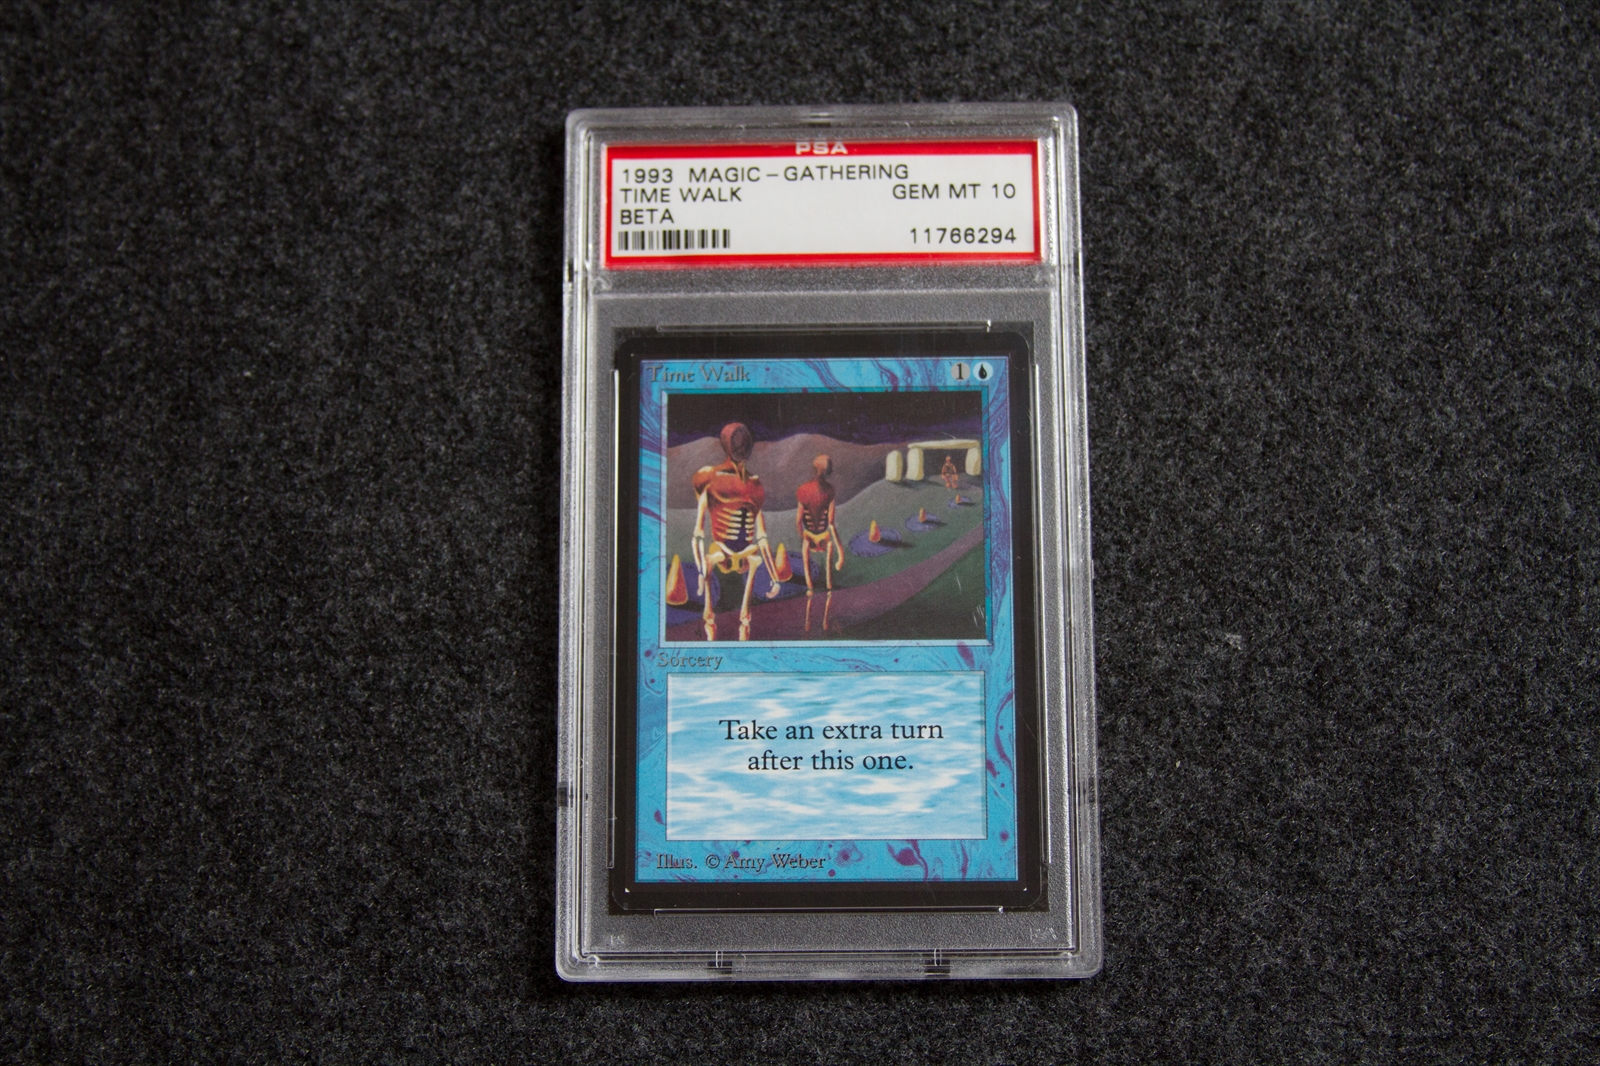 PSA
1993 MAGIC - GATHERING
TIME WALK GEM MT 10
BETA
11766294
Time Walk 1
Sorcery
Take an extra turn
after this one.
Illus. © Amy Weber